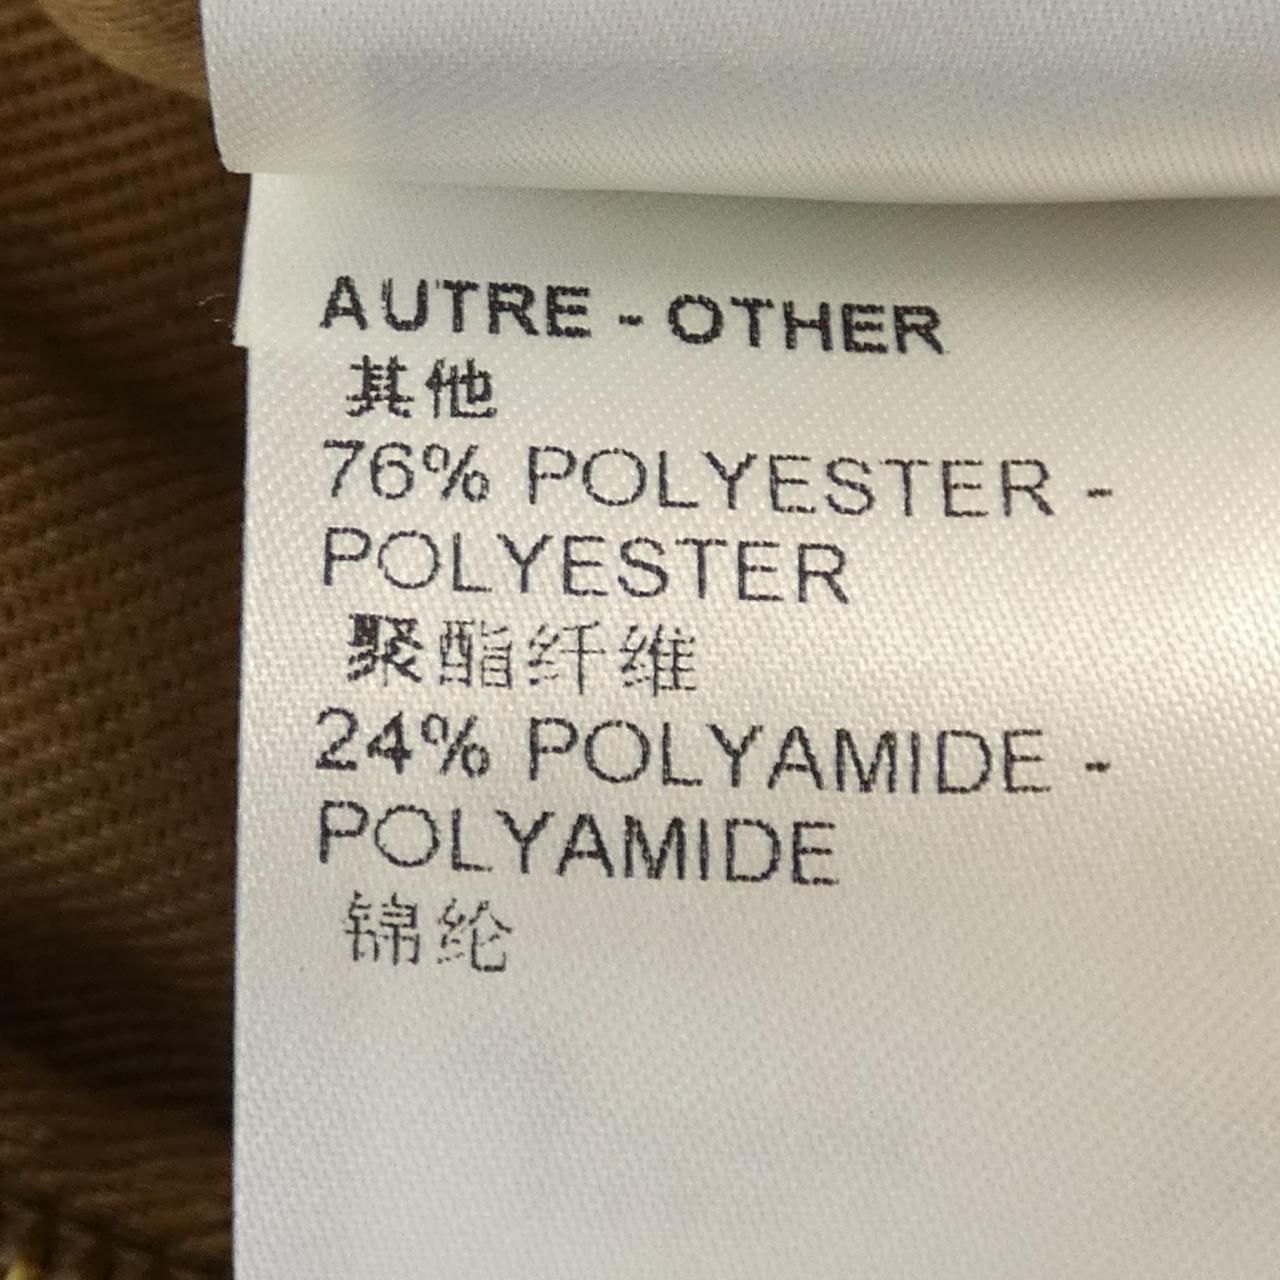 AUTRE - OTHER
其他
76% POLYESTER -
POLYESTER
聚酯纤维
24% POLYAMIDE -
POLYAMIDE
锦纶